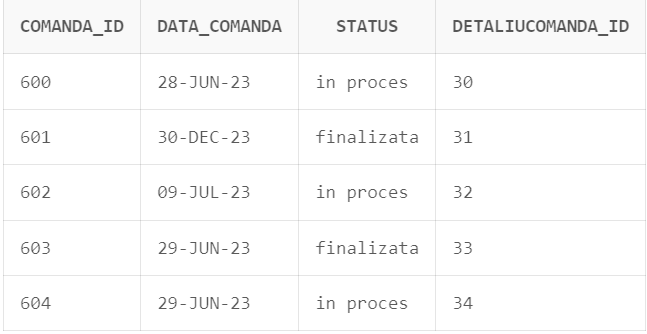 COMANDA_ID DATA_COMANDA STATUS DETALIUCOMANDA_ID
600 28-JUN-23 in proces 30
601 30-DEC-23 finalizata 31
602 09-JUL-23 in proces 32
603 29-JUN-23 finalizata 33
604 29-JUN-23 in proces 34